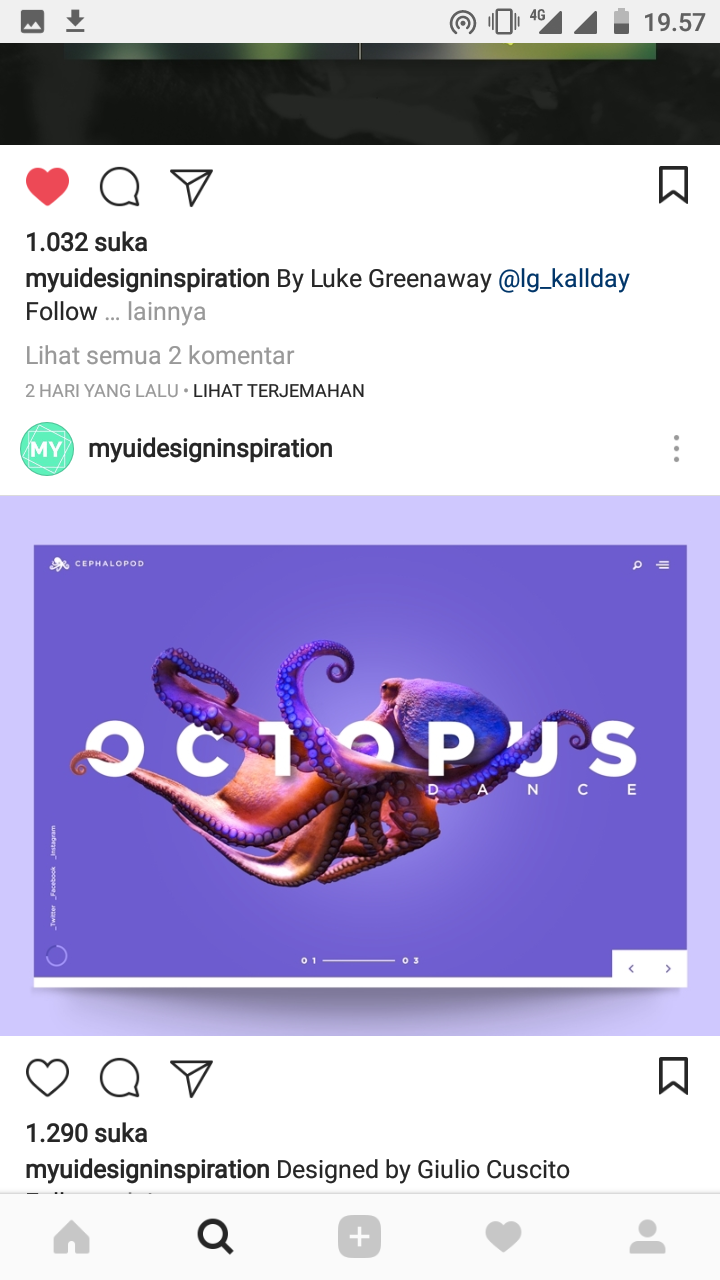 4G 19.57
1.032 suka
myuidesigninspiration By Luke Greenaway @lg_kallday
Follow ... lainnya
Lihat semua 2 komentar
2 HARI YANG LALU • LIHAT TERJEMAHAN
MY myuidesigninspiration
CEPHALOPOD
OCTOPUS
DANCE
_Twitter _Facebook _Instagram
01 03
1.290 suka
myuidesigninspiration Designed by Giulio Cuscito